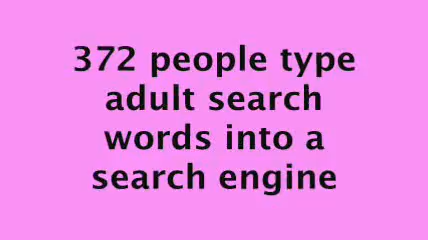 372 people type
adult search
words into a
search engine